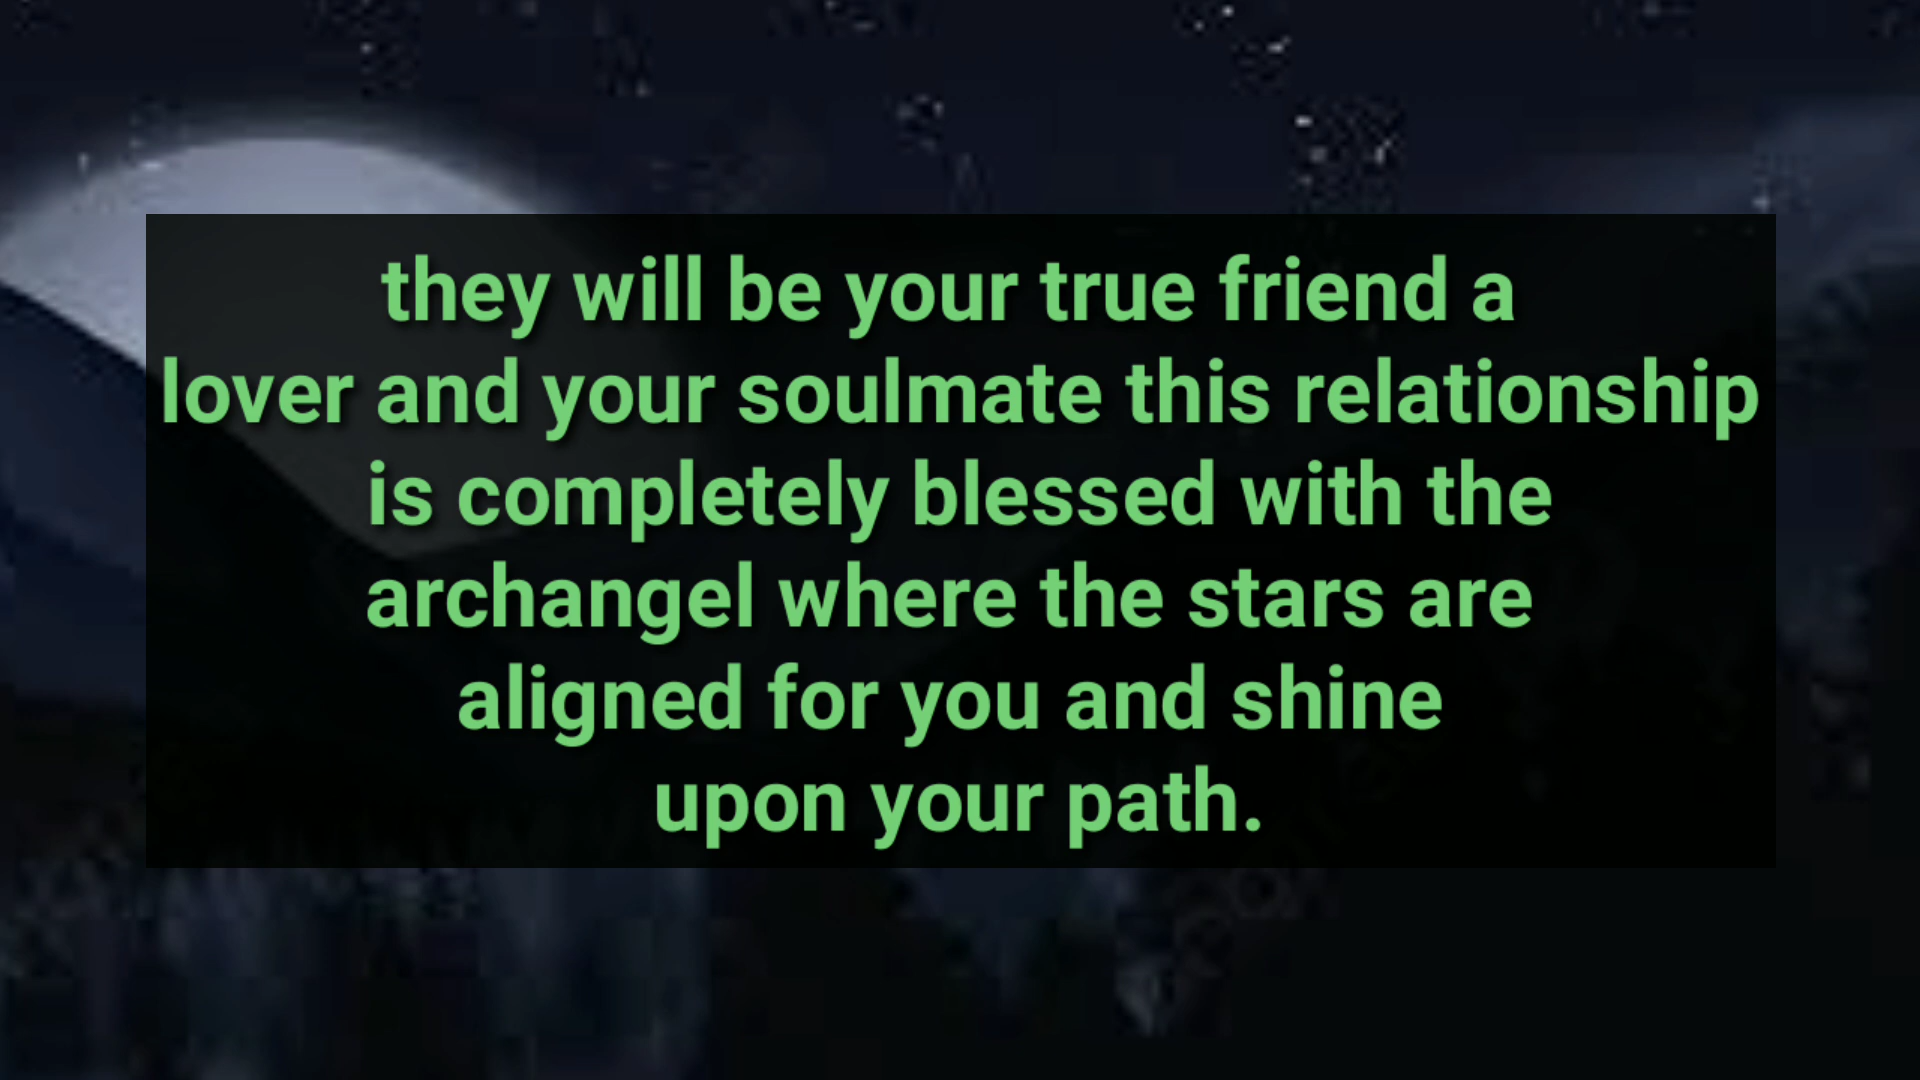 they will be your true friend a
lover and your soulmate this relationship
is completely blessed with the
archangel where the stars are
aligned for you and shine
upon your path.